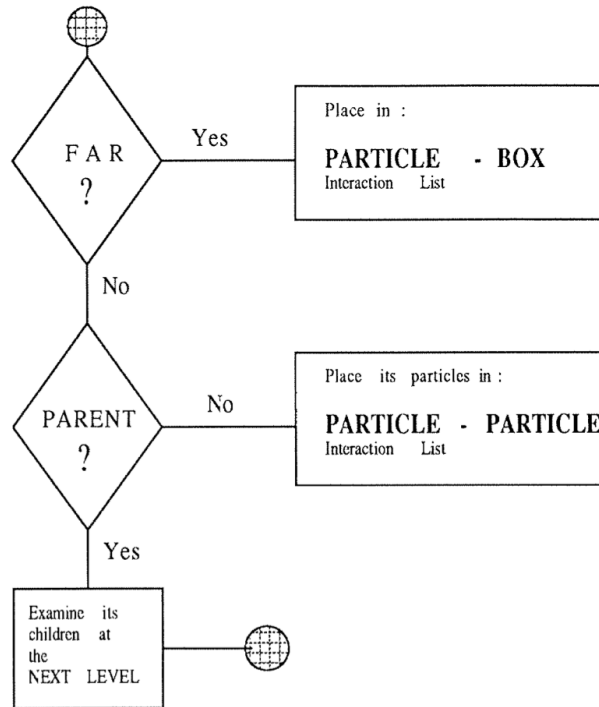 FAR
?
Yes
Place in :
PARTICLE - BOX
Interaction List
No
PARENT
?
No
Place its particles in :
PARTICLE - PARTICLE
Interaction List
Yes
Examine its
children at
the
NEXT LEVEL